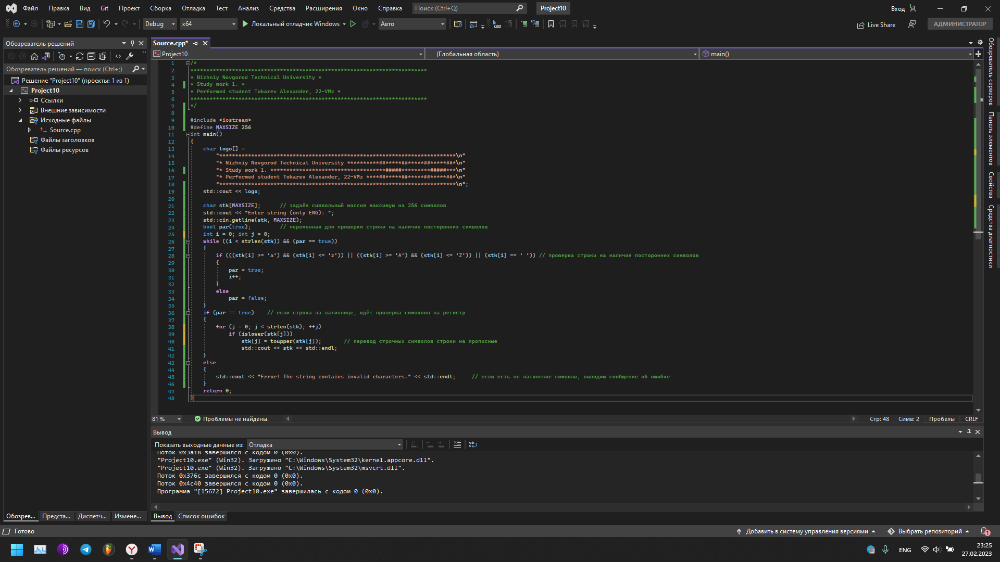 Файл Правка Вид Git Проект Сборка Отладка Тест Анализ Средства Расширения Окно Справка Поиск (Ctrl+Q) Project10 Вход
Debug x64 Локальный отладчик Windows Авто Live Share АДМИНИСТРАТОР
Обозреватель решений
Обозреватель решений — поиск (Ctrl+;)
Решение "Project10" (проекты: 1 из 1)
Project10
Ссылки
Внешние зависимости
Исходные файлы
Source.cpp
Файлы заголовков
Файлы ресурсов
Обозрев... Предста... Диспетч... Измене...
Source.cpp*
Project10 (Глобальная область) main()
1 /*
2 **************************************************************************
3 * Nizhniy Novgorod Technical University *
4 * Study work 1. *
5 * Performed student Tokarev Alexander, 22-VMz *
6 **************************************************************************
7 */
8
9 #include <iostream>
10 #define MAXSIZE 256
11 int main()
12 {
13 char logo[] =
14 "**************************************************************************\n"
15 "* Nizhniy Novgorod Technical University **********##*****##*****##*****##*\n"
16 "* Study work 1. ************************************#####*********#####***\n"
17 "* Performed student Tokarev Alexander, 22-VMz ****##*****##*****##*****##*\n"
18 "**************************************************************************\n";
19 std::cout << logo;
20
21 char stk[MAXSIZE]; // задаём символьный массив максимум на 256 символов
22 std::cout << "Enter string (only ENG): ";
23 std::cin.getline(stk, MAXSIZE);
24 bool par(true); // переменная для проверки строки на наличие посторонних символов
25 int i = 0; int j = 0;
26 while ((i < strlen(stk)) && (par == true))
27 {
28 if (((stk[i] >= 'a') && (stk[i] <= 'z')) || ((stk[i] >= 'A') && (stk[i] <= 'Z')) || (stk[i] == ' ')) // проверка строки на наличие посторонних символов
29 {
30 par = true;
31 i++;
32 }
33 else
34 par = false;
35 }
36 if (par == true) // если строка на латиннице, идёт проверка символов на регистр
37 {
38 for (j = 0; j < strlen(stk); ++j)
39 if (islower(stk[j]))
40 stk[j] = toupper(stk[j]); // перевод строчных символов строки на прописные
41 std::cout << stk << std::endl;
42 }
43 else
44 {
45 std::cout << "Error! The string contains invalid characters." << std::endl; // если есть не латинские символы, выводим сообщение об ошибке
46 }
47 return 0;
48 }
81 % Проблемы не найдены. Стр: 48 Симв: 2 Пробелы CRLF
Вывод
Показать выходные данные из: Отладка
Поток 0x3af8 завершился с кодом 0 (0x0).
"Project10.exe" (Win32). Загружено "C:\Windows\System32\kernel.appcore.dll".
"Project10.exe" (Win32). Загружено "C:\Windows\System32\msvcrt.dll".
Поток 0x376c завершился с кодом 0 (0x0).
Поток 0x4c40 завершился с кодом 0 (0x0).
Программа "[15672] Project10.exe" завершилась с кодом 0 (0x0).
Вывод Список ошибок
Обозреватель серверов
Панель элементов
Свойства
Средства диагностики
Готово Добавить в систему управления версиями Выбрать репозиторий 1
ENG 23:25
27.02.2023